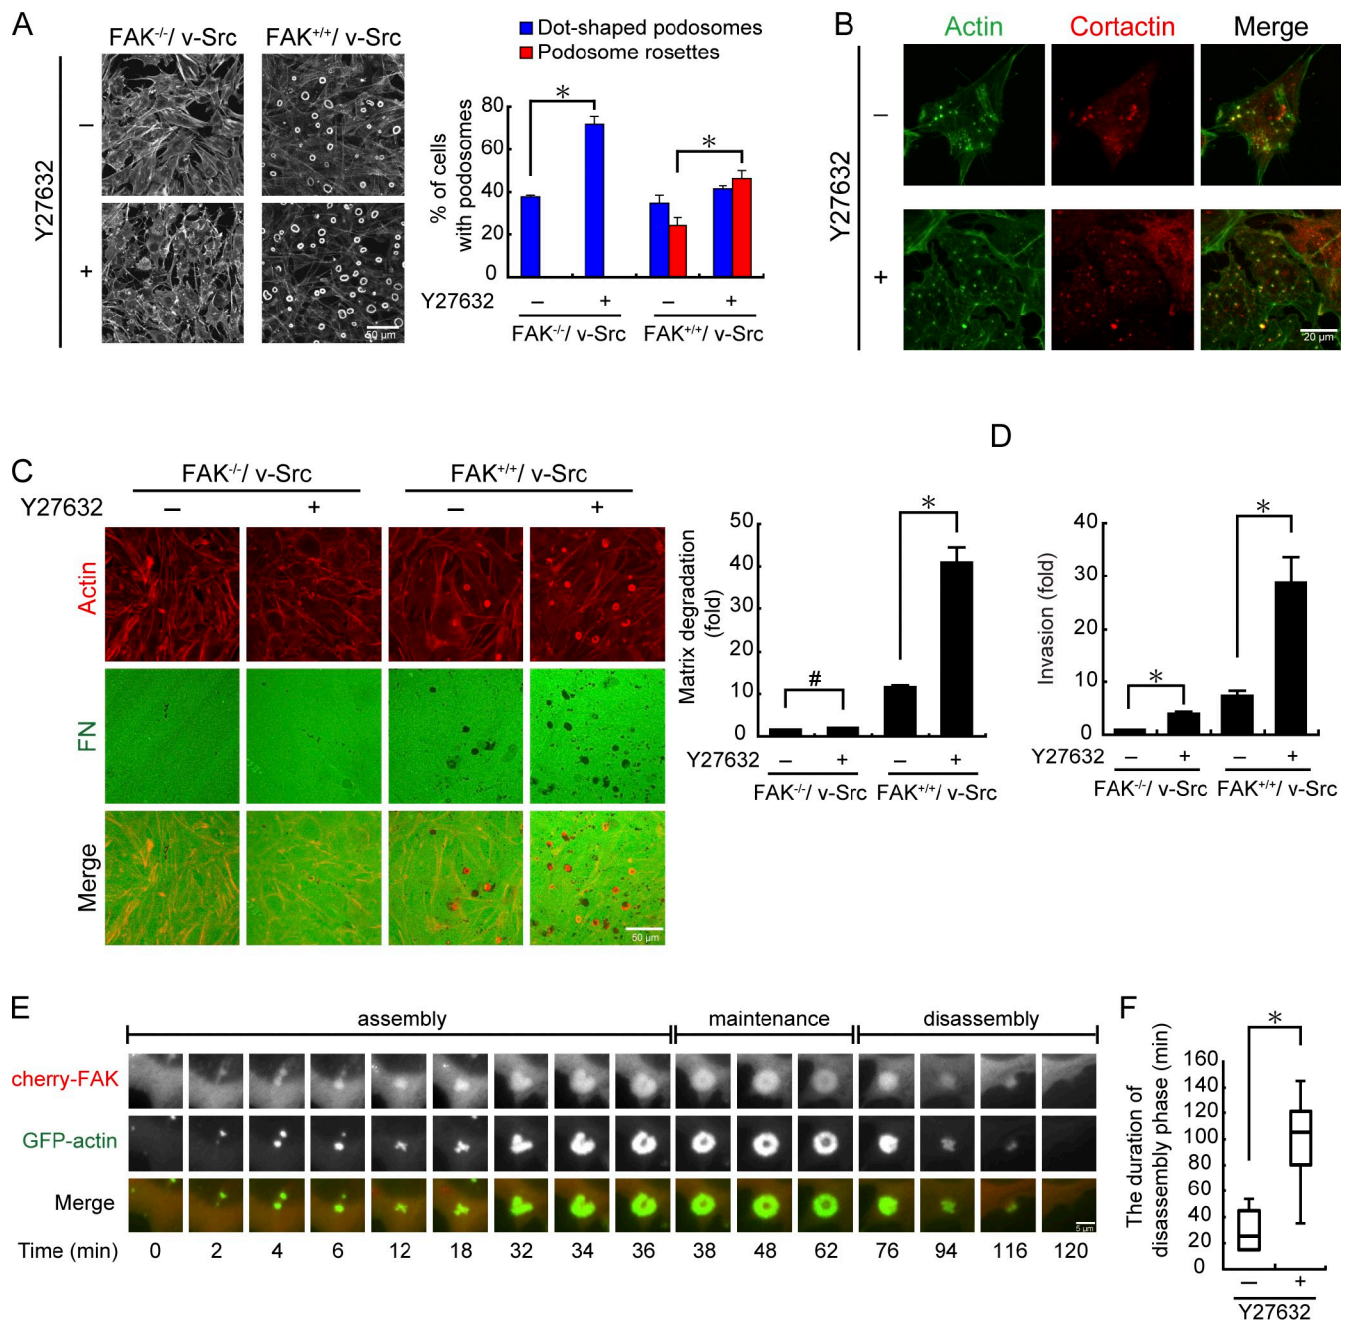 A
FAK-/-/ v-Src FAK+/+/ v-Src
Y27632
–
+
50 µm
Dot-shaped podosomes
Podosome rosettes
% of cells
with podosomes
80
60
40
20
0
*
*
Y27632 – + – +
FAK-/-/ v-Src FAK+/+/ v-Src
B
Actin Cortactin Merge
Y27632
–
+
20 µm
C
FAK-/-/ v-Src FAK+/+/ v-Src
Y27632 – + – +
Actin
FN
Merge
50 µm
Matrix degradation
(fold)
50
40
30
20
10
0
#
*
Y27632 – + – +
FAK-/-/ v-Src FAK+/+/ v-Src
D
Invasion (fold)
40
30
20
10
0
*
*
Y27632 – + – +
FAK-/-/ v-Src FAK+/+/ v-Src
E
assembly maintenance disassembly
cherry-FAK
GFP-actin
Merge
5 µm
Time (min) 0 2 4 6 12 18 32 34 36 38 48 62 76 94 116 120
F
The duration of
disassembly phase (min)
160
140
120
100
80
60
40
20
0
*
– +
Y27632